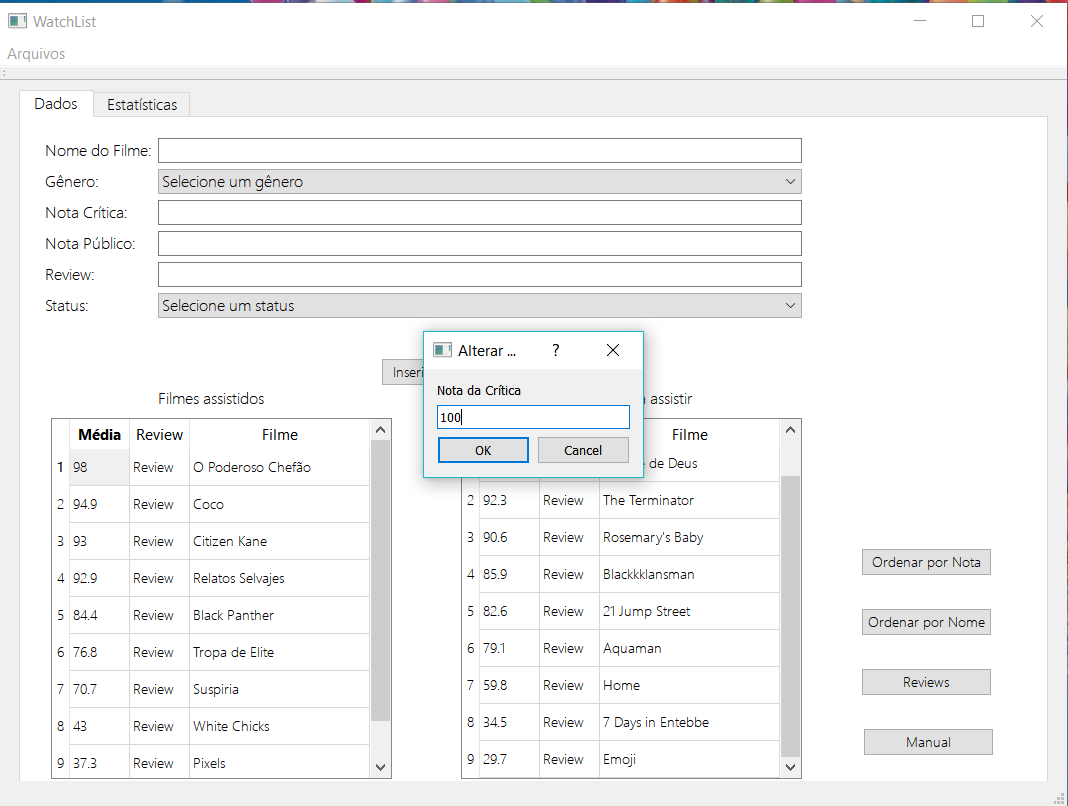 WatchList
Arquivos
Dados Estatísticas
Nome do Filme:
Gênero: Selecione um gênero
Nota Crítica:
Nota Público:
Review:
Status: Selecione um status
Alterar ... ?
Nota da Crítica
100
OK Cancel
Inseri
Filmes assistidos
Média Review Filme
1 98 Review O Poderoso Chefão
2 94.9 Review Coco
3 93 Review Citizen Kane
4 92.9 Review Relatos Selvajes
5 84.4 Review Black Panther
6 76.8 Review Tropa de Elite
7 70.7 Review Suspiria
8 43 Review White Chicks
9 37.3 Review Pixels
assistir
Filme
de Deus
2 92.3 Review The Terminator
3 90.6 Review Rosemary's Baby
4 85.9 Review Blackkklansman
5 82.6 Review 21 Jump Street
6 79.1 Review Aquaman
7 59.8 Review Home
8 34.5 Review 7 Days in Entebbe
9 29.7 Review Emoji
Ordenar por Nota
Ordenar por Nome
Reviews
Manual